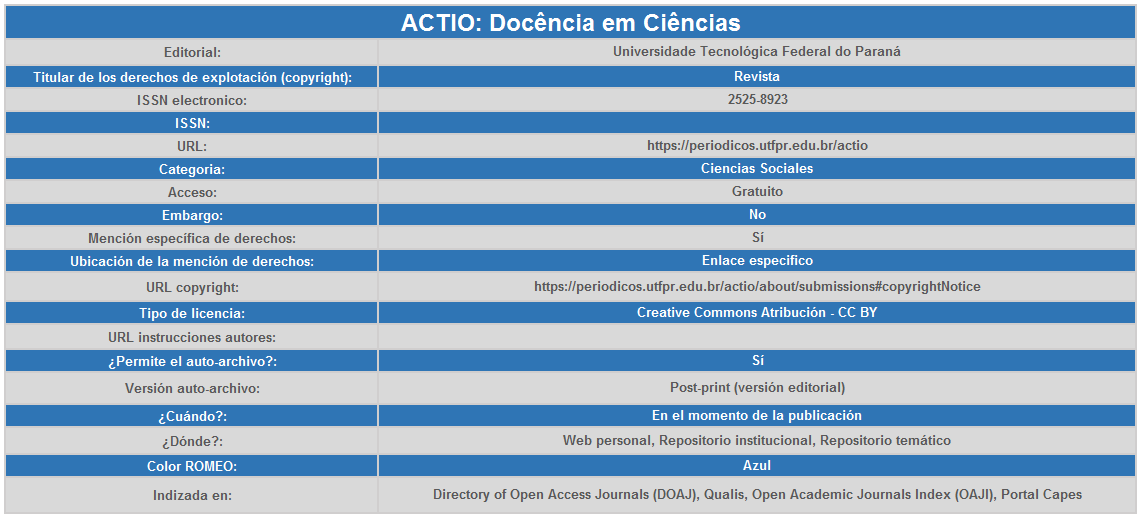 ACTIO: Docência em Ciências
Editorial: Universidade Tecnológica Federal do Paraná
Titular de los derechos de explotación (copyright): Revista
ISSN electronico: 2525-8923
ISSN:
URL: https://periodicos.utfpr.edu.br/actio
Categoria: Ciencias Sociales
Acceso: Gratuito
Embargo: No
Mención específica de derechos: Sí
Ubicación de la mención de derechos: Enlace especifico
URL copyright: https://periodicos.utfpr.edu.br/actio/about/submissions#copyrightNotice
Tipo de licencia: Creative Commons Atribución - CC BY
URL instrucciones autores:
¿Permite el auto-archivo?: Sí
Versión auto-archivo: Post-print (versión editorial)
¿Cuándo?: En el momento de la publicación
¿Dónde?: Web personal, Repositorio institucional, Repositorio temático
Color ROMEO: Azul
Indizada en: Directory of Open Access Journals (DOAJ), Qualis, Open Academic Journals Index (OAJI), Portal Capes